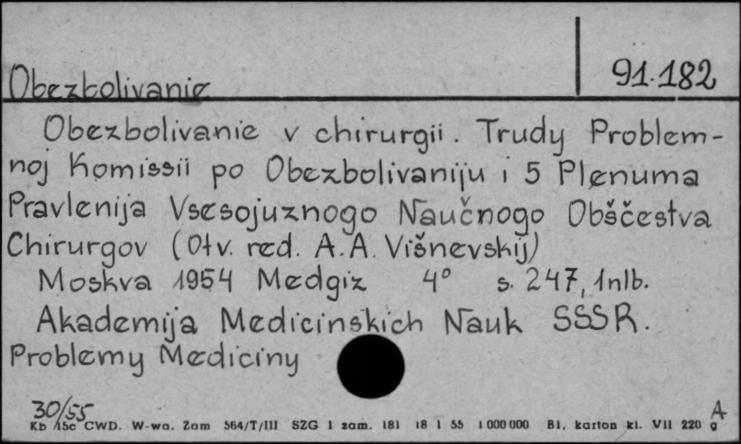 91.182
Obezbolivanie
Obezbolivanie v chirurgii. Trudy Problem-
noj Komissii po Obezbolivaniju i 5 Plenuma
Pravlenija Vsesojuznogo Naučnogo Obščestva
Chirurgov (Otv. red. A.A. Višnevskij)
Moskva 1954 Medgiz 4° s. 247, 1nlb.
Akademija Medicinskich Nauk SSSR.
Problemy Mediciny
30/55
A
Kb 15c CWD. W-wa. Zam 564/T/III SZG 1 zam. 181 18 1 55 1 000 000 Bl. karton kl. VII 220 g